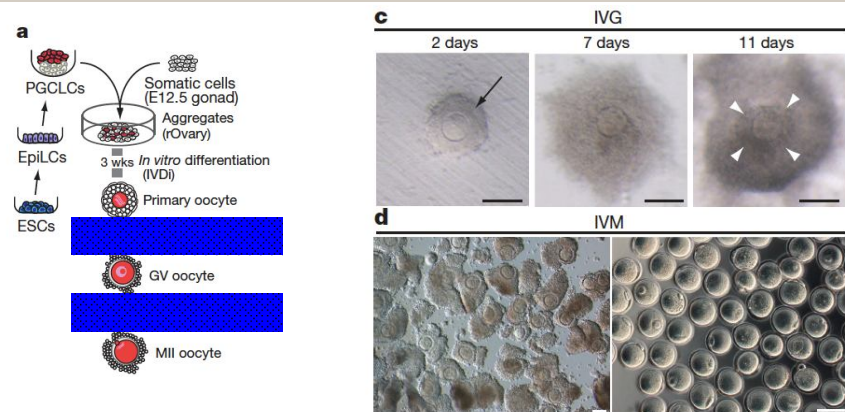 a
PGCLCs
Somatic cells
(E12.5 gonad)
Aggregates
(rOvary)
EpiLCs
3 wks In vitro differentiation
(IVDi)
Primary oocyte
ESCs
GV oocyte
MII oocyte
c
IVG
2 days 7 days 11 days
d
IVM